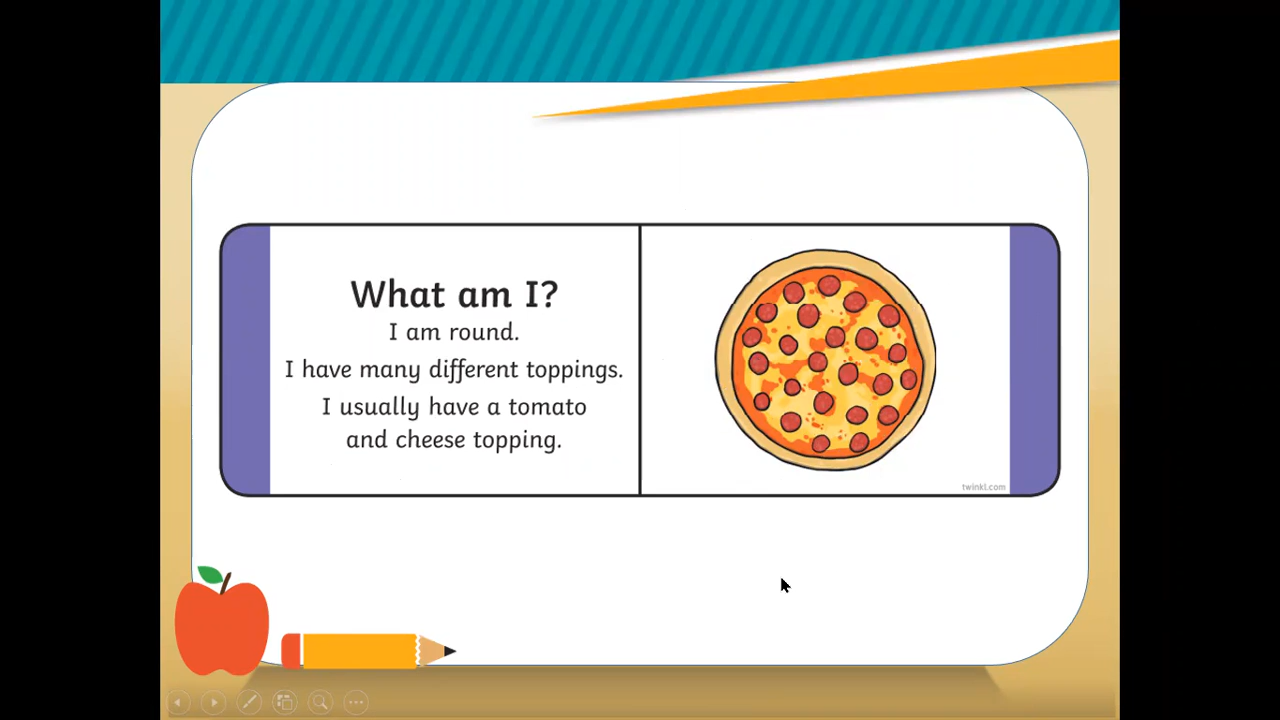 What am I?
I am round.
I have many different toppings.
I usually have a tomato
and cheese topping.
twinkl.com